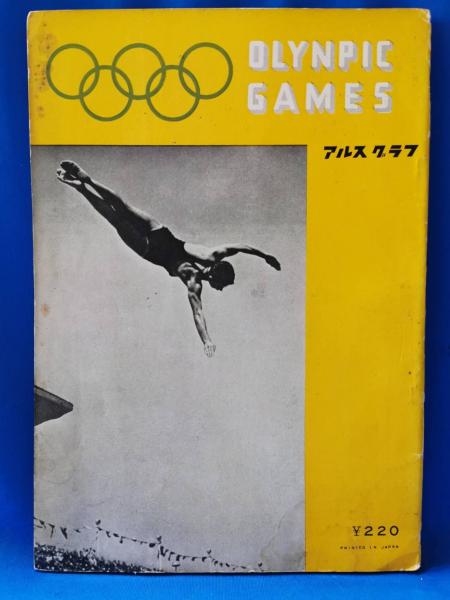 OLYNPIC
GAMES
アルス グラフ
¥220
PRINTED IN JAPAN